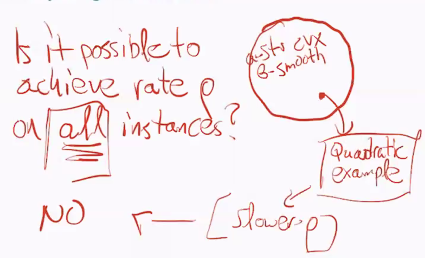 Is it possible to
achieve rate ρ
on all instances?
α-str cvx
β-smooth
Quadratic
example
[slower ρ]
NO